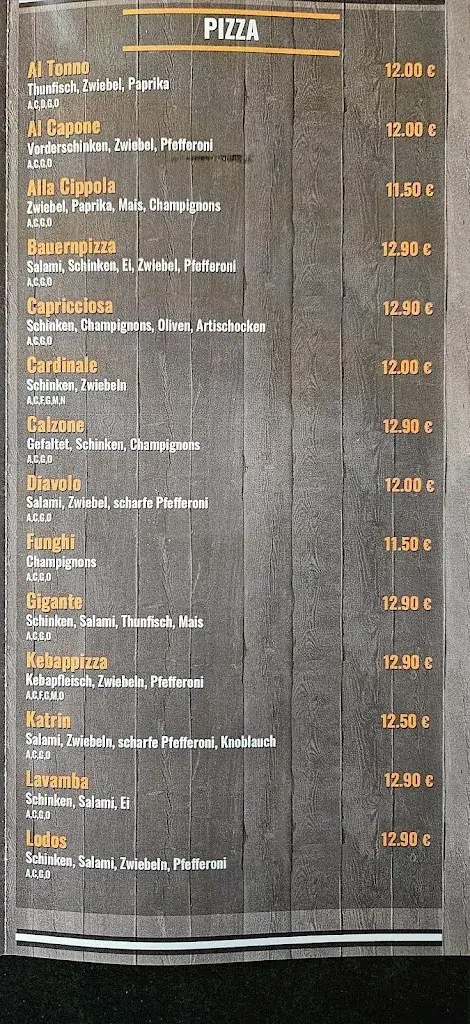 PIZZA
Al Tonno 12.00 €
Thunfisch, Zwiebel, Paprika
A,C,D,G,O
Al Capone 12.00 €
Vorderschinken, Zwiebel, Pfefferoni
A,C,G,O
Alla Cippola 11.50 €
Zwiebel, Paprika, Mais, Champignons
A,C,G,O
Bauernpizza 12.90 €
Salami, Schinken, Ei, Zwiebel, Pfefferoni
A,C,G,O
Capricciosa 12.90 €
Schinken, Champignons, Oliven, Artischocken
A,C,G,O
Cardinale 12.00 €
Schinken, Zwiebeln
A,C,F,G,M,N
Calzone 12.90 €
Gefaltet, Schinken, Champignons
A,C,G,O
Diavolo 12.00 €
Salami, Zwiebel, scharfe Pfefferoni
A,C,G,O
Funghi 11.50 €
Champignons
A,C,G,O
Gigante 12.90 €
Schinken, Salami, Thunfisch, Mais
A,C,G,O
Kebappizza 12.90 €
Kebapfleisch, Zwiebeln, Pfefferoni
A,C,F,G,M,O
Katrin 12.50 €
Salami, Zwiebeln, scharfe Pfefferoni, Knoblauch
A,C,G,O
Lavamba 12.90 €
Schinken, Salami, Ei
A,C,G,O
Lodos 12.90 €
Schinken, Salami, Zwiebeln, Pfefferoni
A,C,G,O